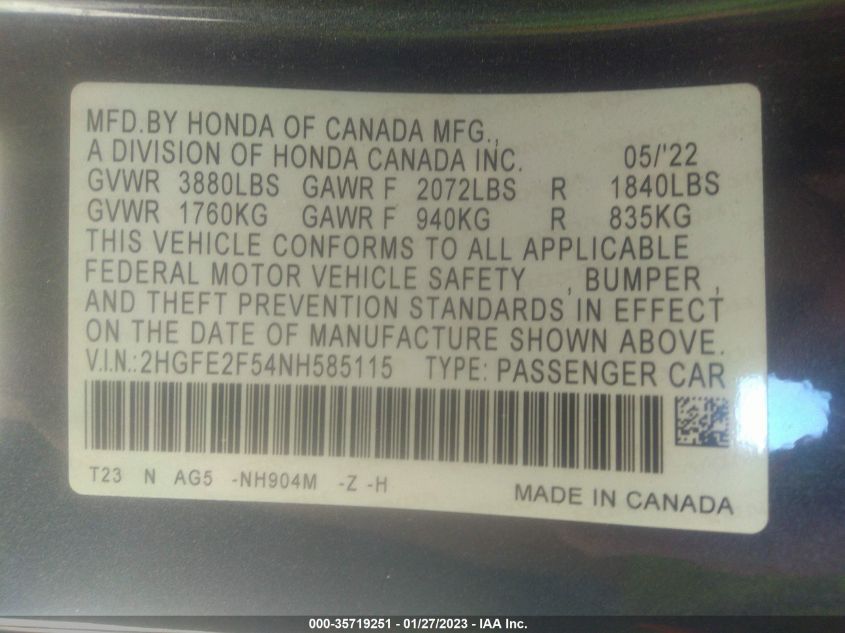 MFD.BY HONDA OF CANADA MFG.,
A DIVISION OF HONDA CANADA INC. 05/'22
GVWR 3880LBS GAWR F 2072LBS R 1840LBS
GVWR 1760KG GAWR F 940KG R 835KG
THIS VEHICLE CONFORMS TO ALL APPLICABLE
FEDERAL MOTOR VEHICLE SAFETY , BUMPER ,
AND THEFT PREVENTION STANDARDS IN EFFECT
ON THE DATE OF MANUFACTURE SHOWN ABOVE.
V.I.N.:2HGFE2F54NH585115 TYPE: PASSENGER CAR
T23 N AG5 -NH904M -Z -H
MADE IN CANADA
000-35719251 - 01/27/2023 - IAA Inc.